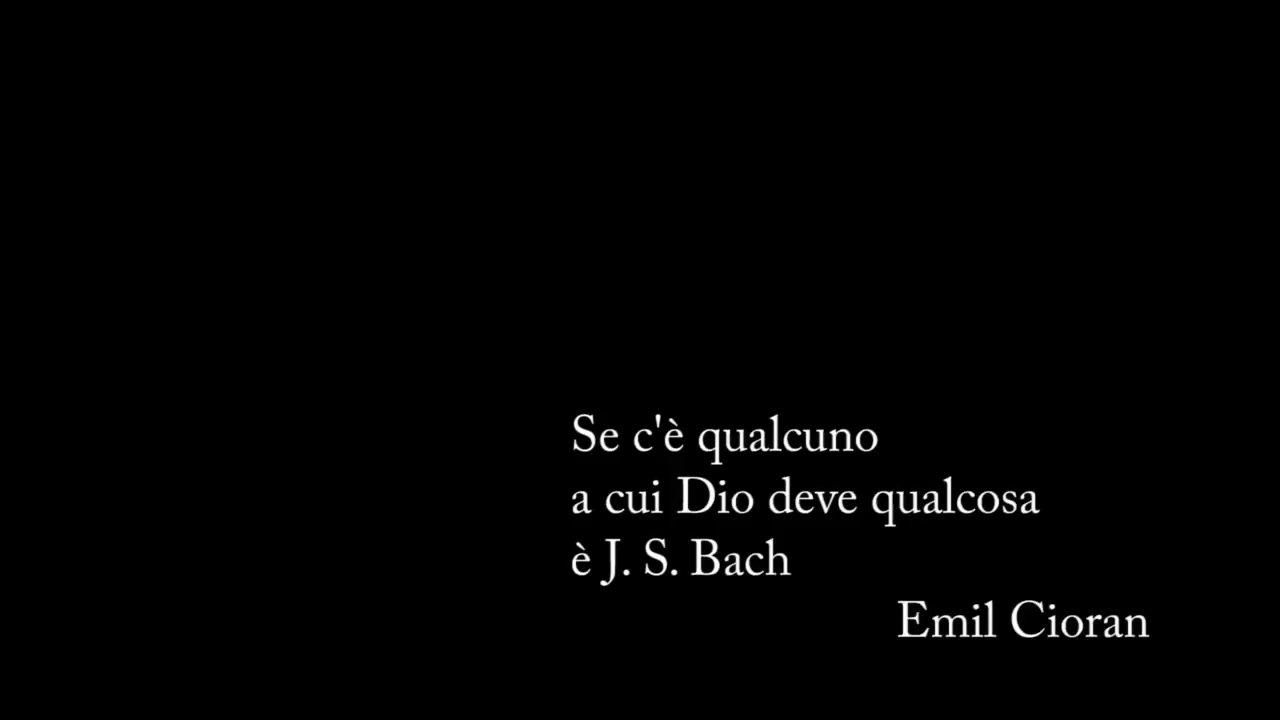 Se c'è qualcuno
a cui Dio deve qualcosa
è J. S. Bach
Emil Cioran